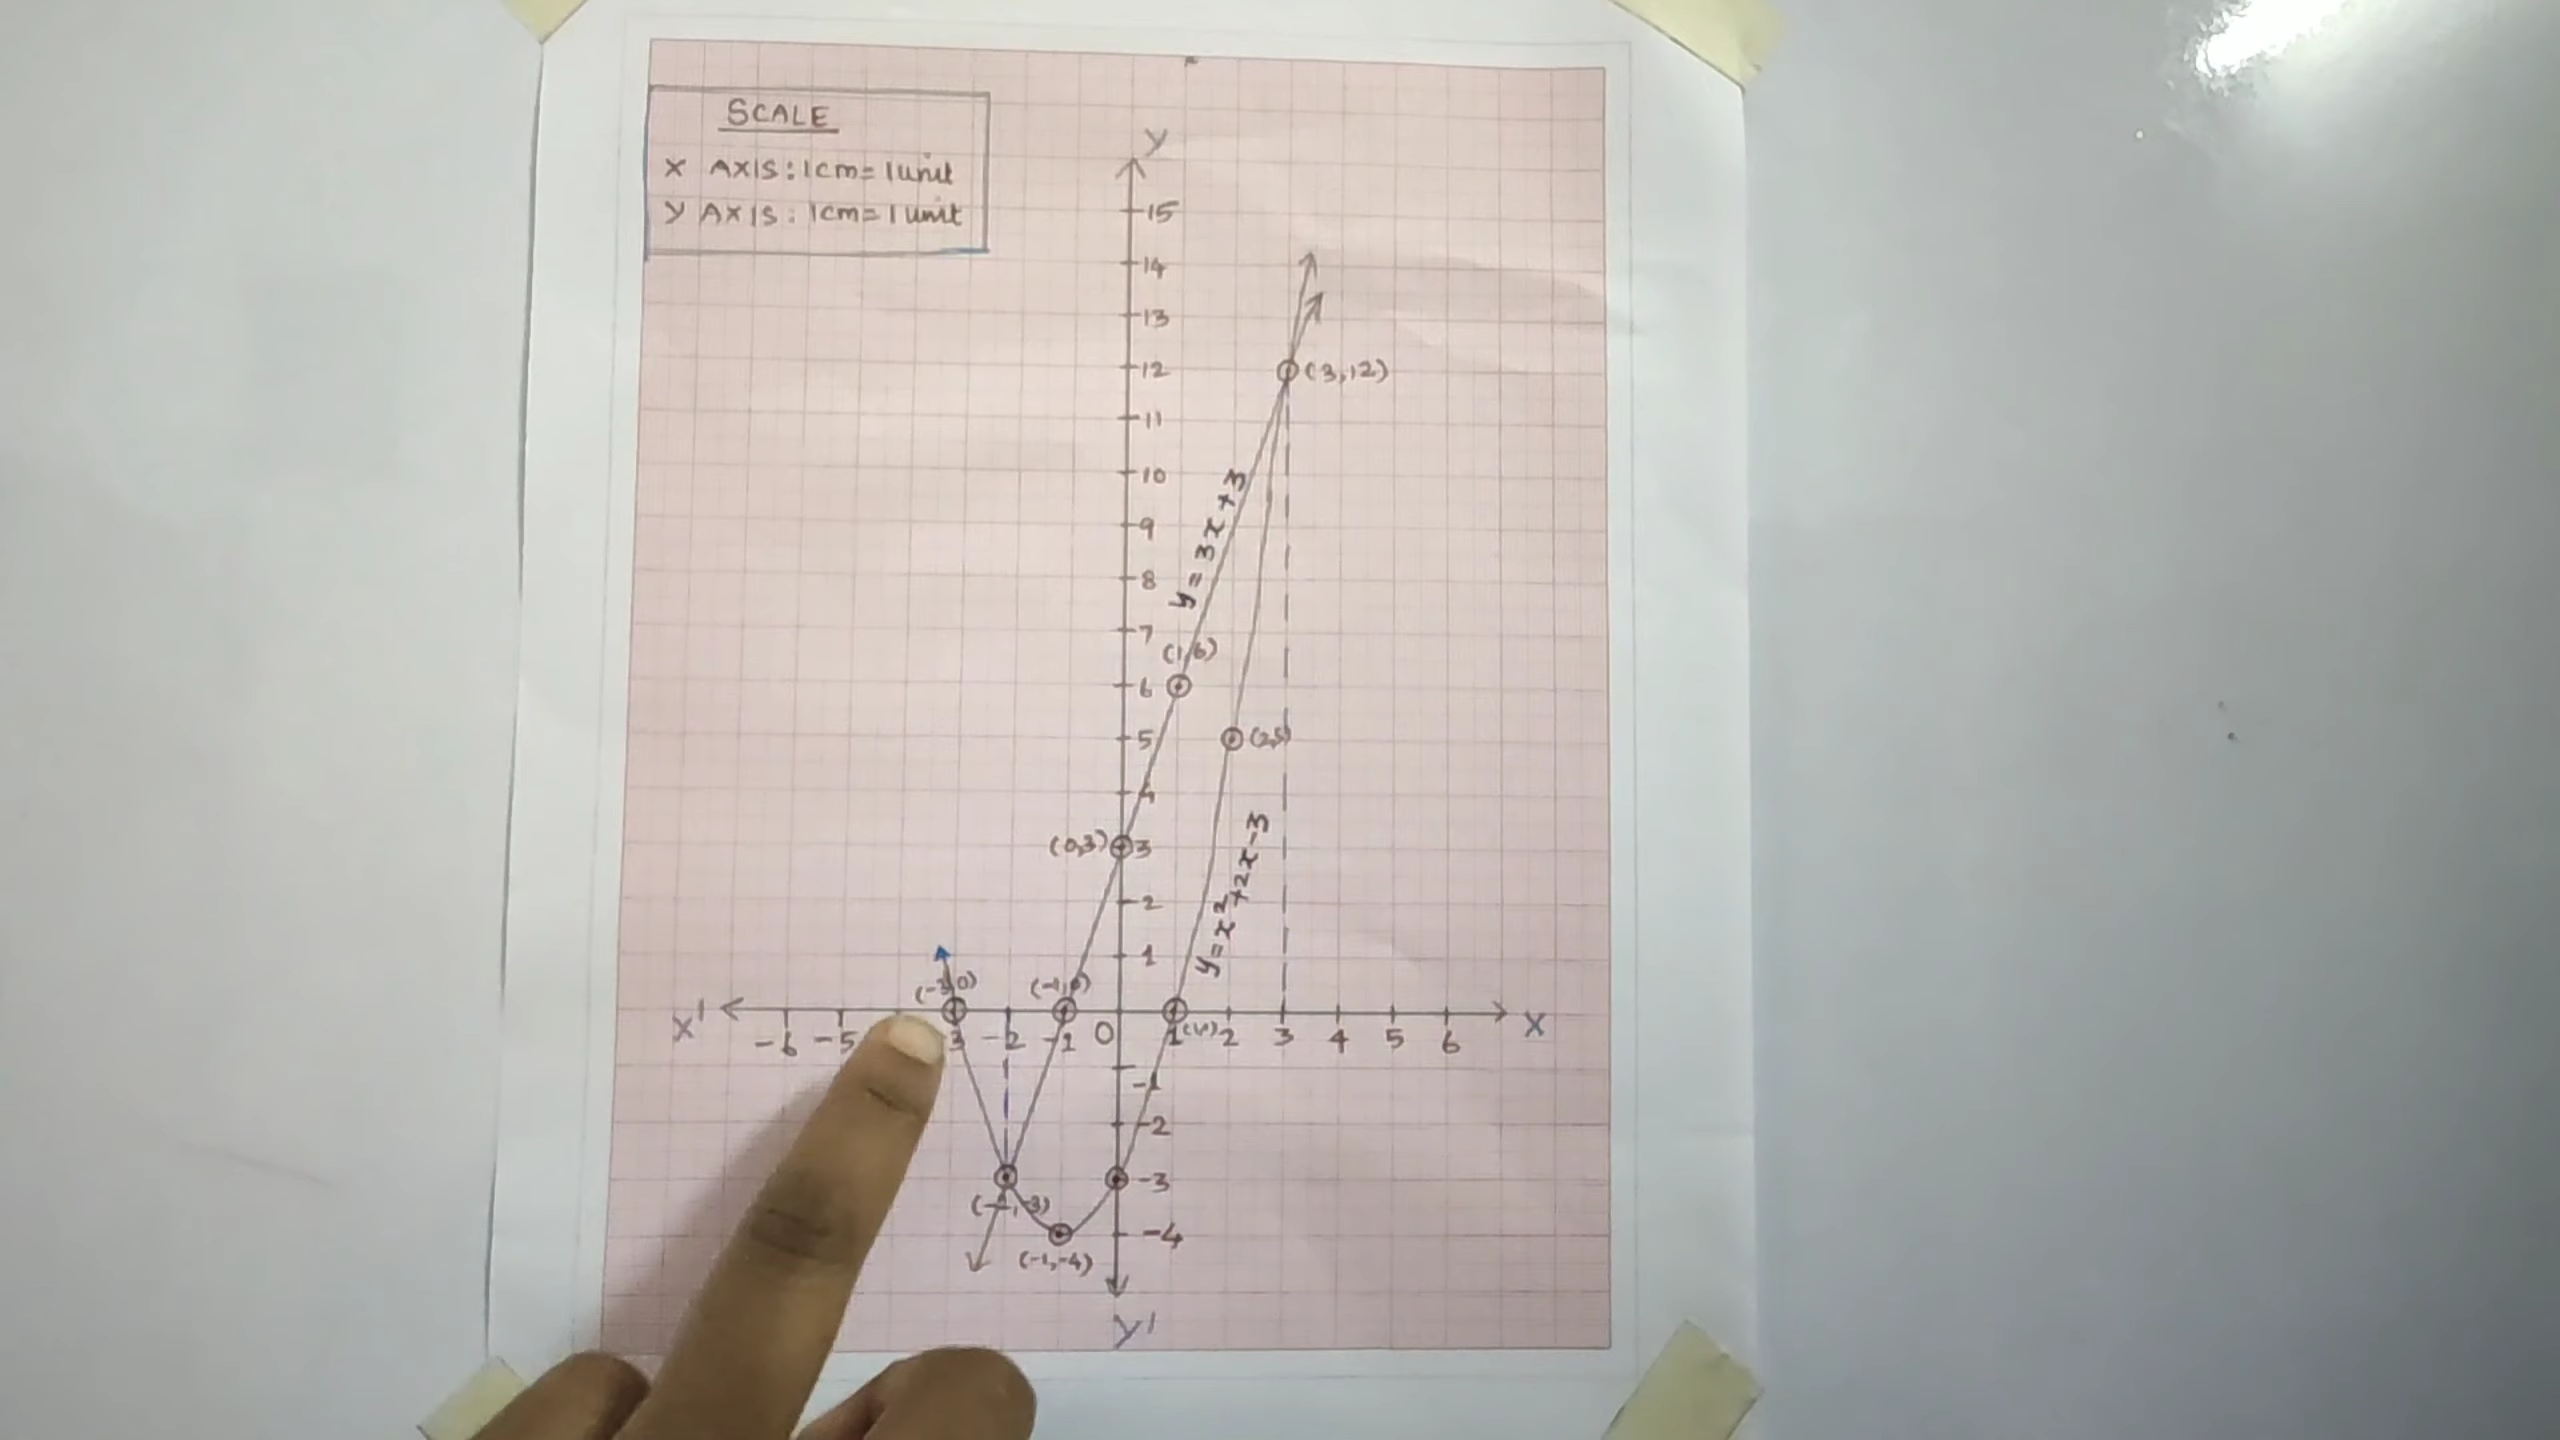 SCALE
X AXIS: 1cm = 1 unit
Y AXIS: 1cm = 1 unit
Y
15
14
13
12 (3,12)
11
10
y = 3x + 3
9
8
7
(1,6)
6
5 (2,5)
4
(0,3) 3
y = x² + 2x - 3
2
1
(-3,0) (-1,0)
X' -6 -5 3 -2 -1 0 1 2 3 4 5 6 X
-1
-2
-3
-4
(-1,-4)
Y'